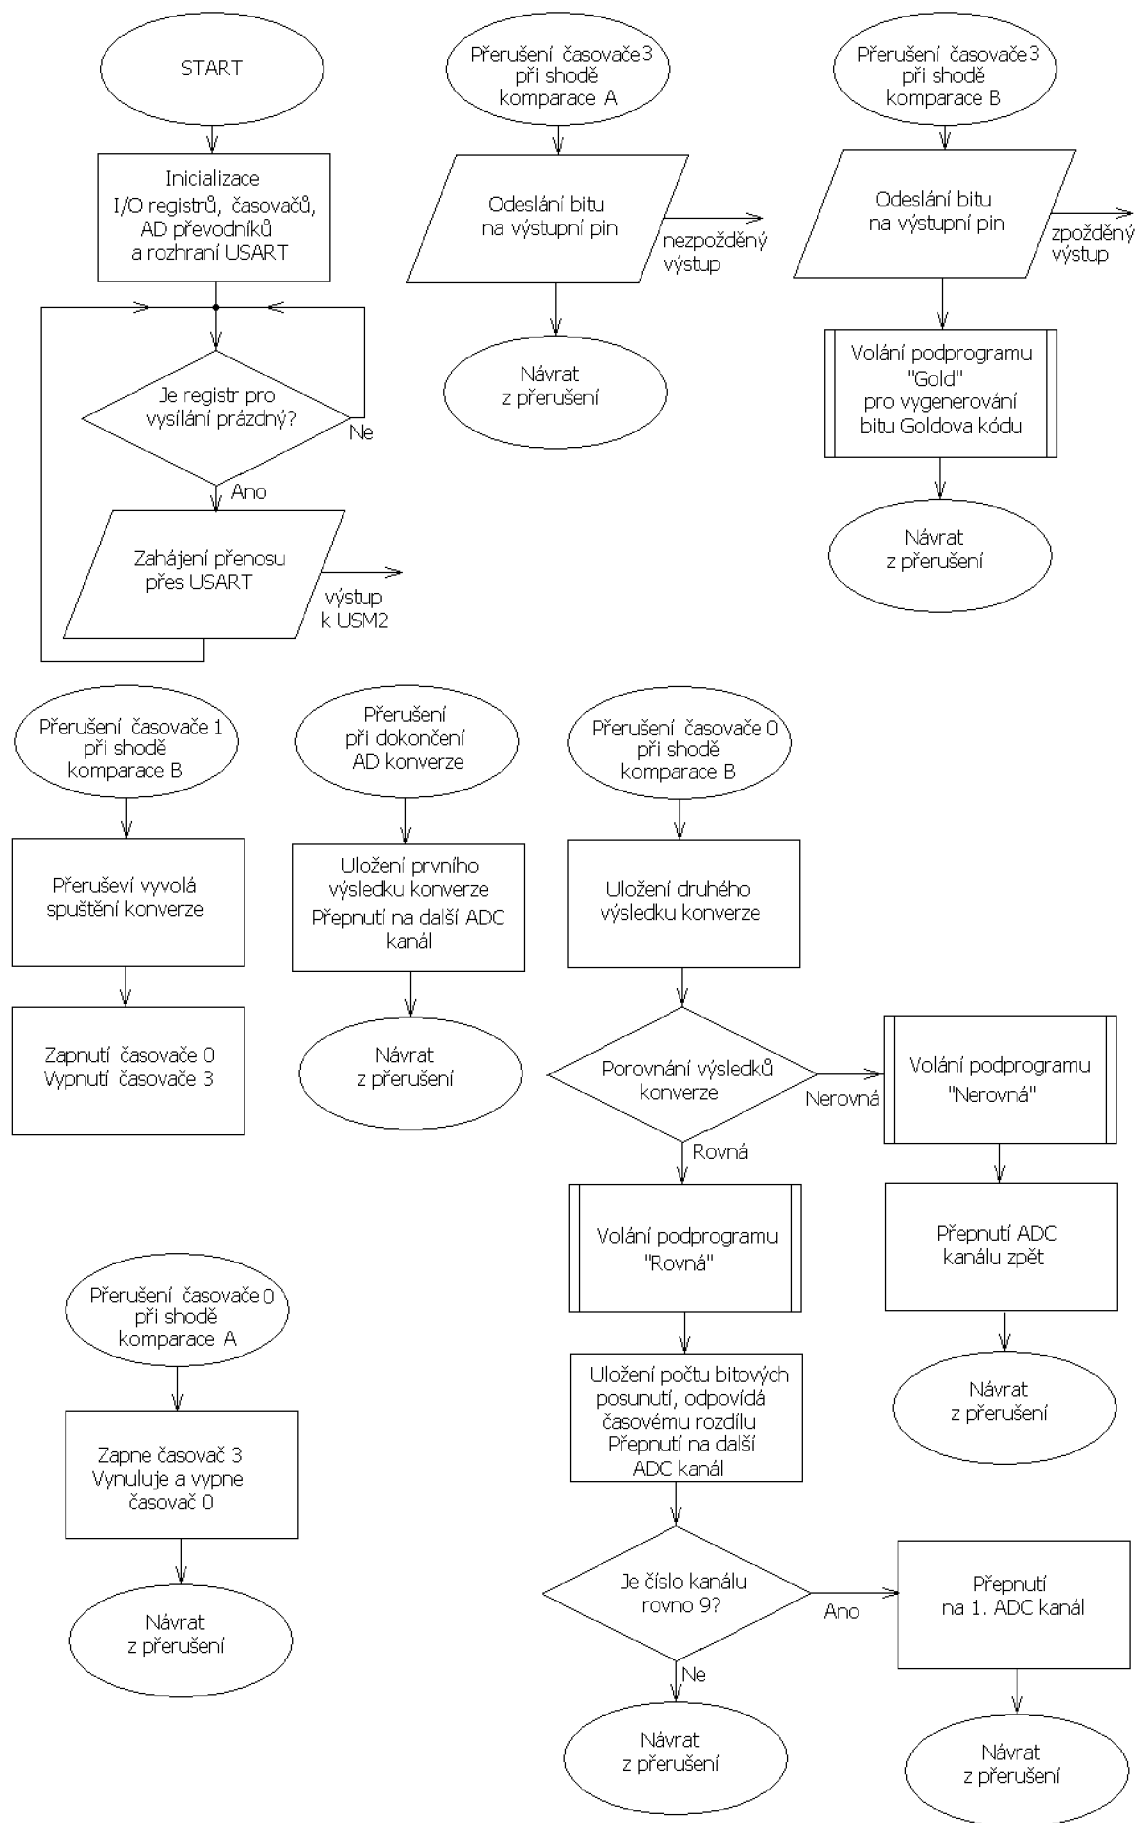 START
Inicializace
I/O registrů, časovačů,
AD převodníků
a rozhraní USART
Je registr pro
vysílání prázdný?
Ne
Ano
Zahájení přenosu
přes USART
výstup
k USM2
Přerušení časovače3
při shodě
komparace A
Odeslání bitu
na výstupní pin
nezpožděný
výstup
Návrat
z přerušení
Přerušení časovače3
při shodě
komparace B
Odeslání bitu
na výstupní pin
zpožděný
výstup
Volání podprogramu
"Gold"
pro vygenerování
bitu Goldova kódu
Návrat
z přerušení
Přerušení časovače 1
při shodě
komparace B
Přeruševí vyvolá
spuštění konverze
Zapnutí časovače 0
Vypnutí časovače 3
Přerušení
při dokončení
AD konverze
Uložení prvního
výsledku konverze
Přepnutí na další ADC
kanál
Návrat
z přerušení
Přerušení časovače 0
při shodě
komparace B
Uložení druhého
výsledku konverze
Porovnání výsledků
konverze
Nerovná
Rovná
Volání podprogramu
"Nerovná"
Přepnutí ADC
kanálu zpět
Návrat
z přerušení
Volání podprogramu
"Rovná"
Uložení počtu bitových
posunutí, odpovídá
časovému rozdílu
Přepnutí na další
ADC kanál
Je číslo kanálu
rovno 9?
Ano
Ne
Přepnutí
na 1. ADC kanál
Návrat
z přerušení
Návrat
z přerušení
Přerušení časovače 0
při shodě
komparace A
Zapne časovač 3
Vynuluje a vypne
časovač 0
Návrat
z přerušení